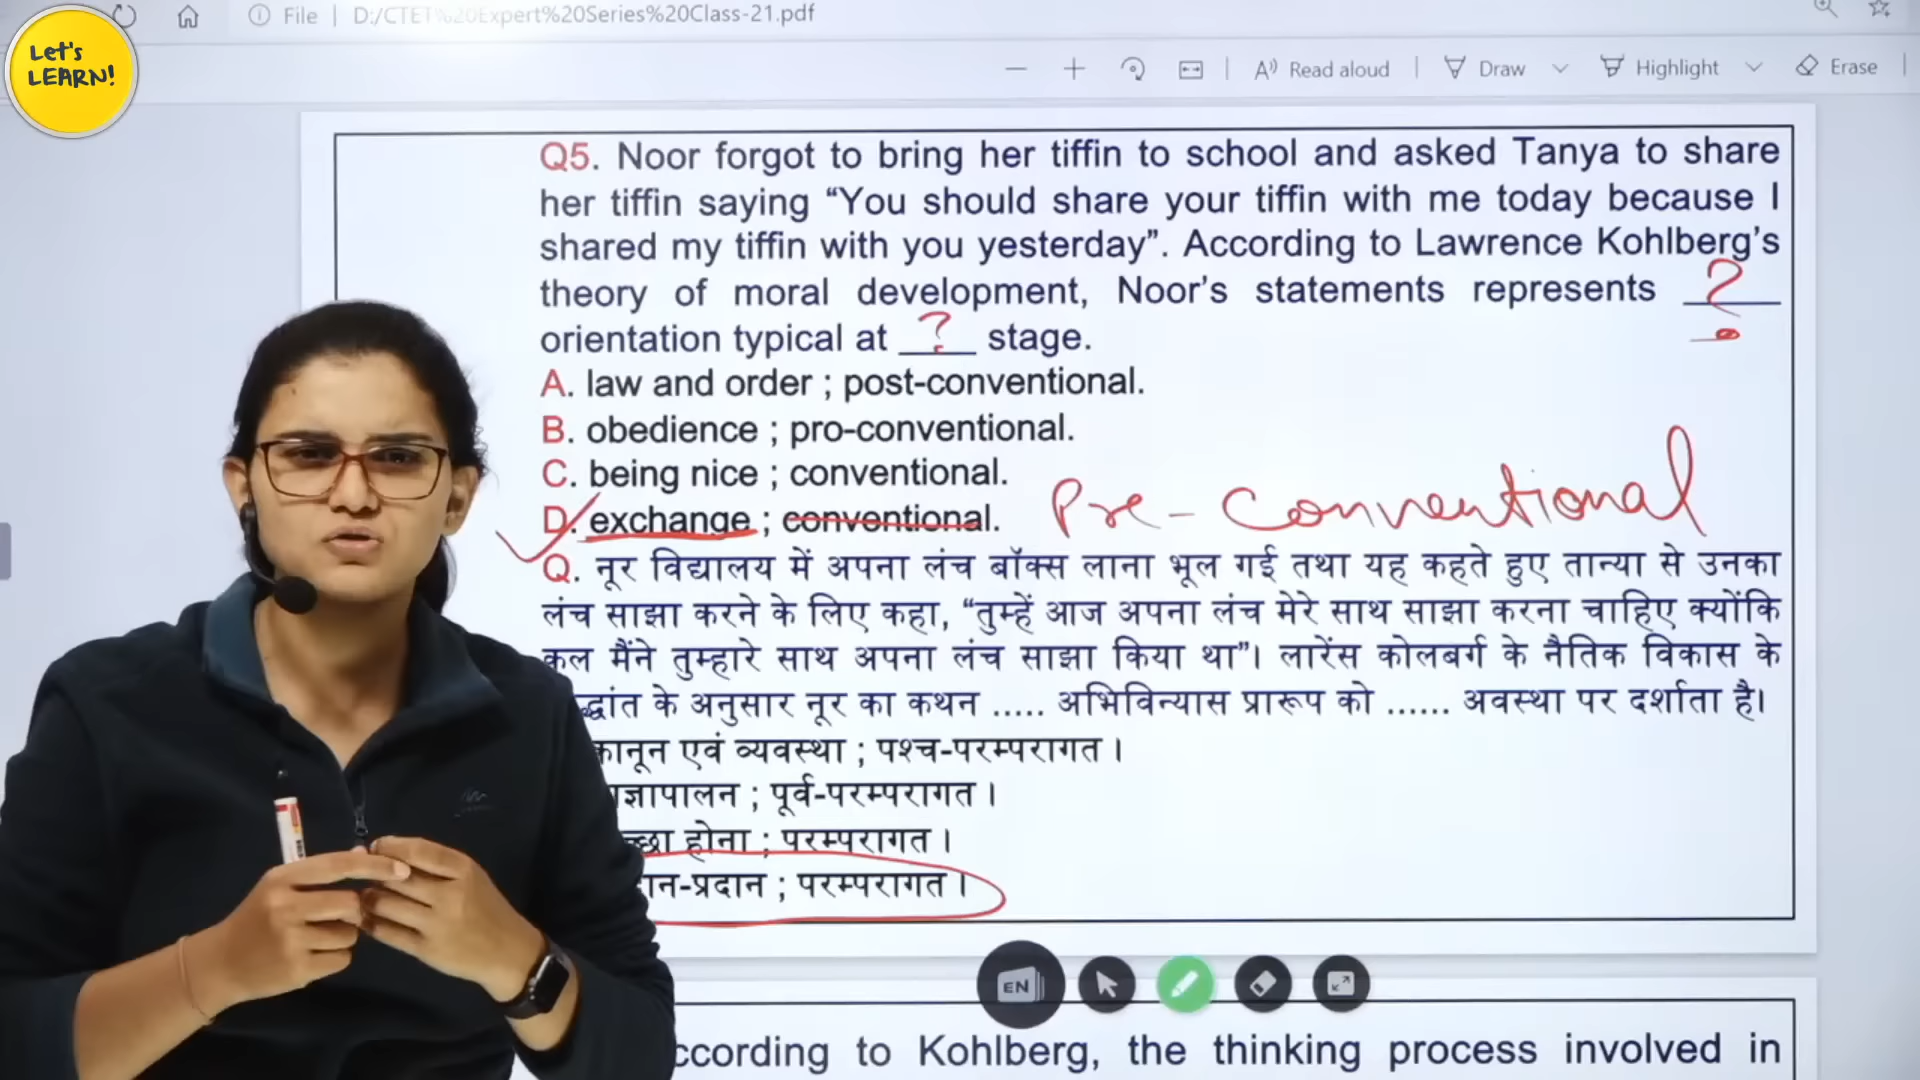 Let's
LEARN!
File | D:/CTET%20Expert%20Series%20Class-21.pdf
Read aloud
Draw
Highlight
Erase
Q5. Noor forgot to bring her tiffin to school and asked Tanya to share
her tiffin saying “You should share your tiffin with me today because I
shared my tiffin with you yesterday”. According to Lawrence Kohlberg’s
theory of moral development, Noor’s statements represents ____ ?
orientation typical at ____ ? stage.
A. law and order ; post-conventional.
B. obedience ; pro-conventional.
C. being nice ; conventional.
D. exchange ; conventional. Pre-Conventional
Q. नूर विद्यालय में अपना लंच बॉक्स लाना भूल गई तथा यह कहते हुए तान्या से उनका
लंच साझा करने के लिए कहा, “तुम्हें आज अपना लंच मेरे साथ साझा करना चाहिए क्योंकि
कल मैंने तुम्हारे साथ अपना लंच साझा किया था”। लारेंस कोलबर्ग के नैतिक विकास के
द्धांत के अनुसार नूर का कथन ..... अभिविन्यास प्रारूप को ...... अवस्था पर दर्शाता है।
कानून एवं व्यवस्था ; पश्च-परम्परागत।
ज्ञापालन ; पूर्व-परम्परागत।
च्छा होना ; परम्परागत।
दान-प्रदान ; परम्परागत।
EN
ccording to Kohlberg, the thinking process involved in